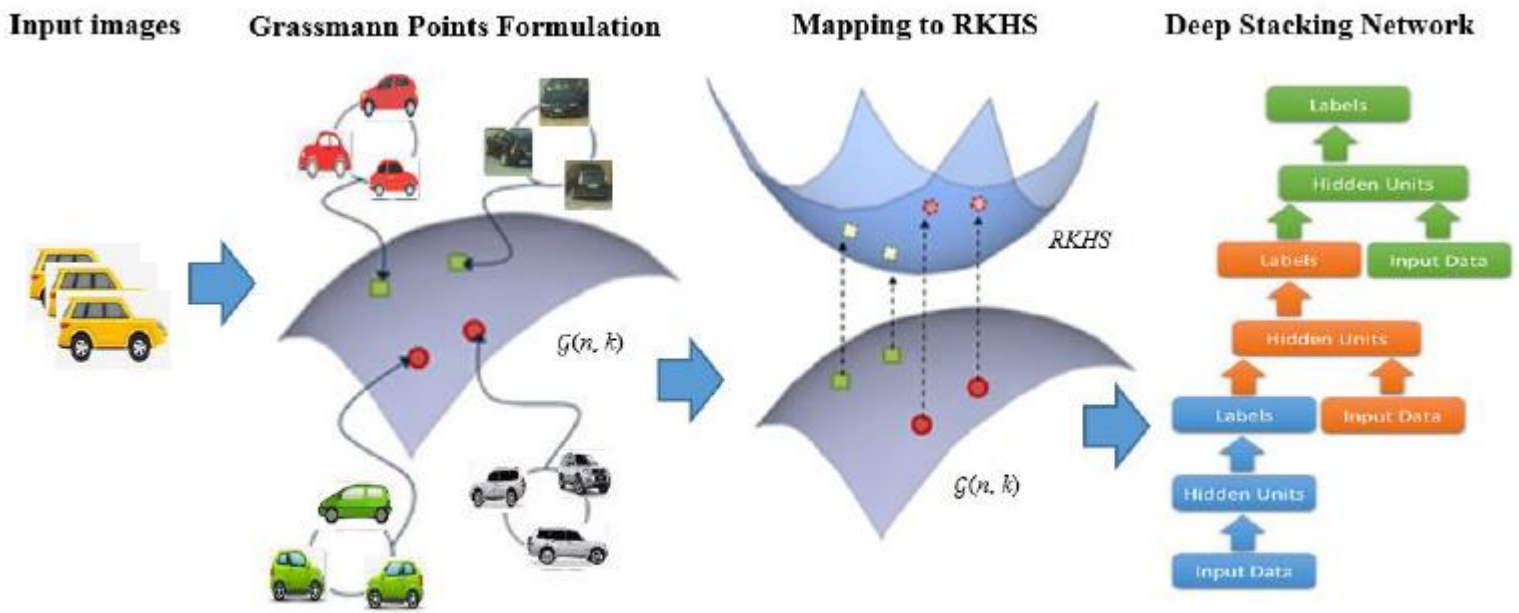 Input images
Grassmann Points Formulation
Mapping to RKHS
Deep Stacking Network
𝒢(n, k)
RKHS
𝒢(n, k)
Labels
Hidden Units
Labels
Input Data
Hidden Units
Labels
Input Data
Hidden Units
Input Data